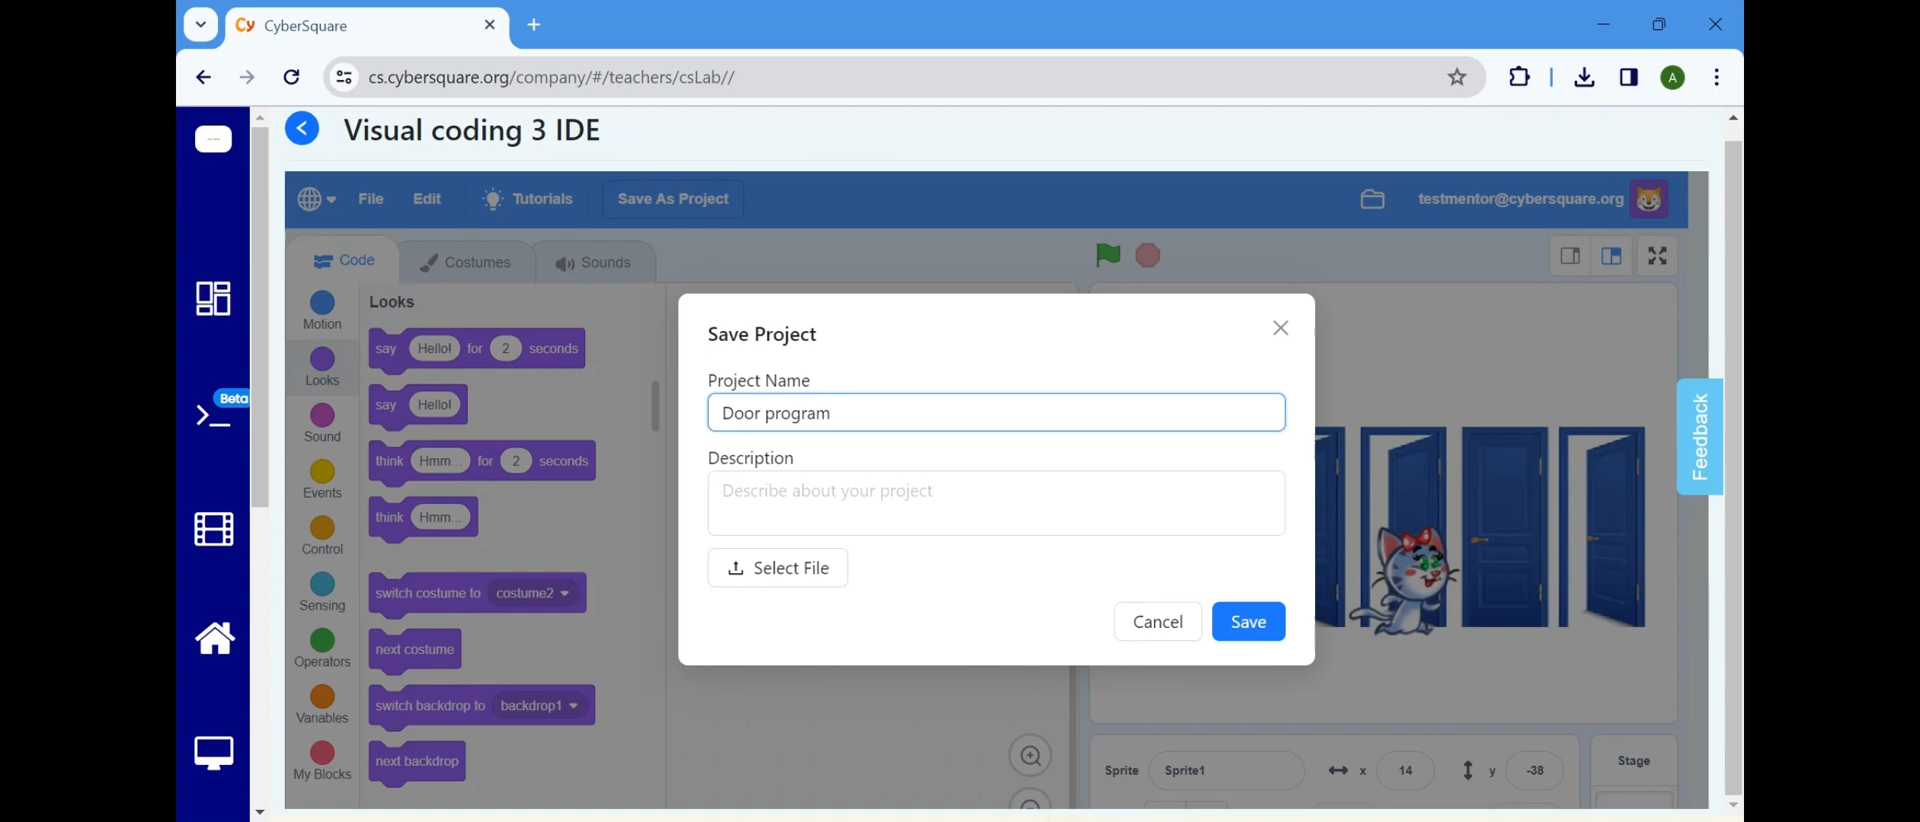 CyberSquare
cs.cybersquare.org/company/#/teachers/csLab//
A
Visual coding 3 IDE
File Edit Tutorials Save As Project testmentor@cybersquare.org
Code Costumes Sounds
Beta
Motion
Looks
Sound
Events
Control
Sensing
Operators
Variables
My Blocks
Looks
say Hello! for 2 seconds
say Hello!
think Hmm... for 2 seconds
think Hmm...
switch costume to costume2
next costume
switch backdrop to backdrop1
next backdrop
Save Project
Project Name
Door program
Description
Describe about your project
Select File
Cancel Save
Feedback
Sprite Sprite1 x 14 y -38
Stage